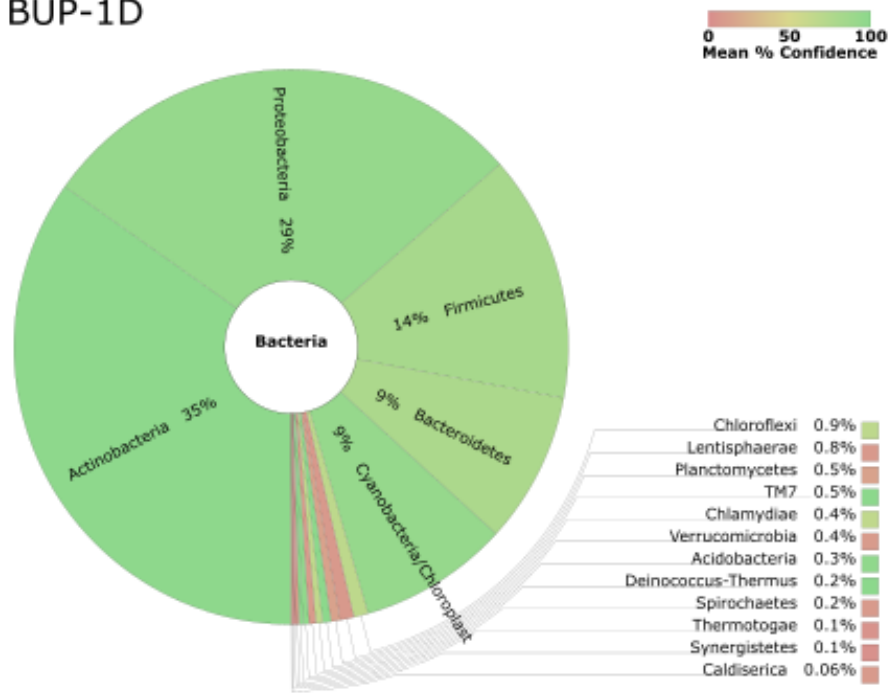 BUP-1D
0 50 100
Mean % Confidence
Proteobacteria 29%
14% Firmicutes
Bacteria
9% Bacteroidetes
Actinobacteria 35%
9% Cyanobacteria/Chloroplast
Chloroflexi 0.9%
Lentisphaerae 0.8%
Planctomycetes 0.5%
TM7 0.5%
Chlamydiae 0.4%
Verrucomicrobia 0.4%
Acidobacteria 0.3%
Deinococcus-Thermus 0.2%
Spirochaetes 0.2%
Thermotogae 0.1%
Synergistetes 0.1%
Caldiserica 0.06%